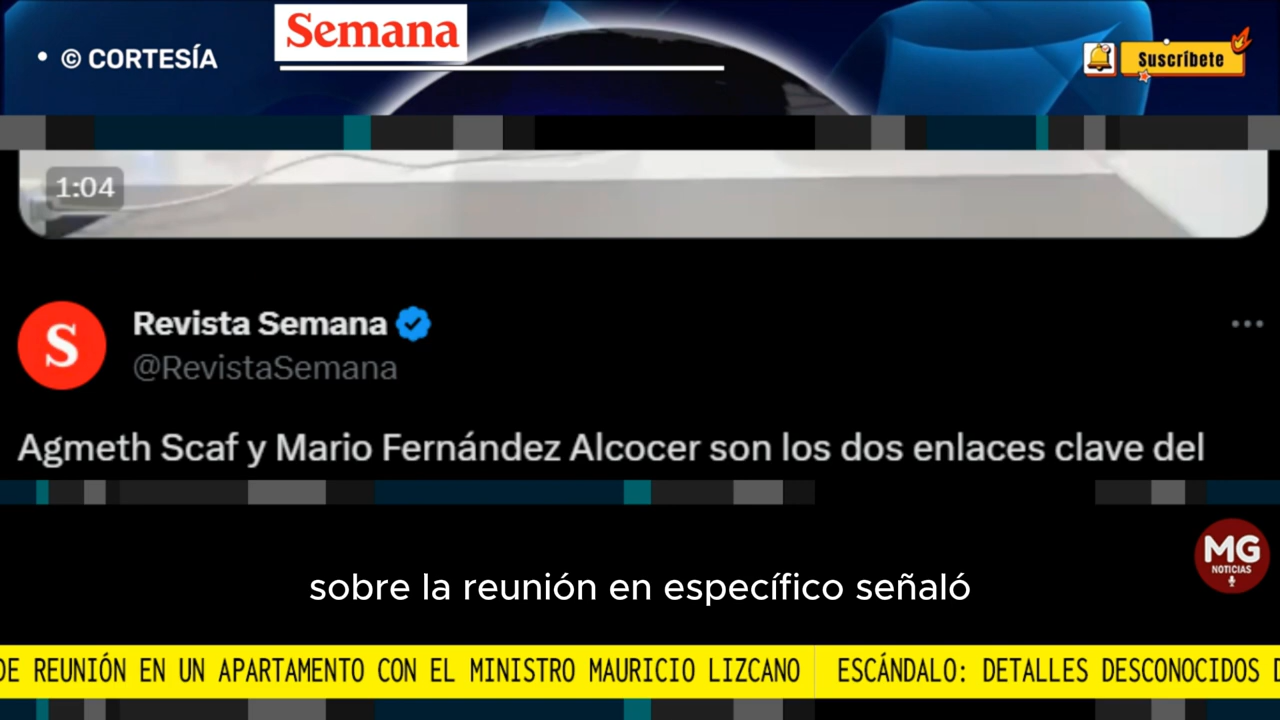 • © CORTESÍA
Semana
Suscríbete
1:04
S
Revista Semana
@RevistaSemana
Agmeth Scaf y Mario Fernández Alcocer son los dos enlaces clave del
MG
NOTICIAS
sobre la reunión en específico señaló
DE REUNIÓN EN UN APARTAMENTO CON EL MINISTRO MAURICIO LIZCANO
ESCÁNDALO: DETALLES DESCONOCIDOS D